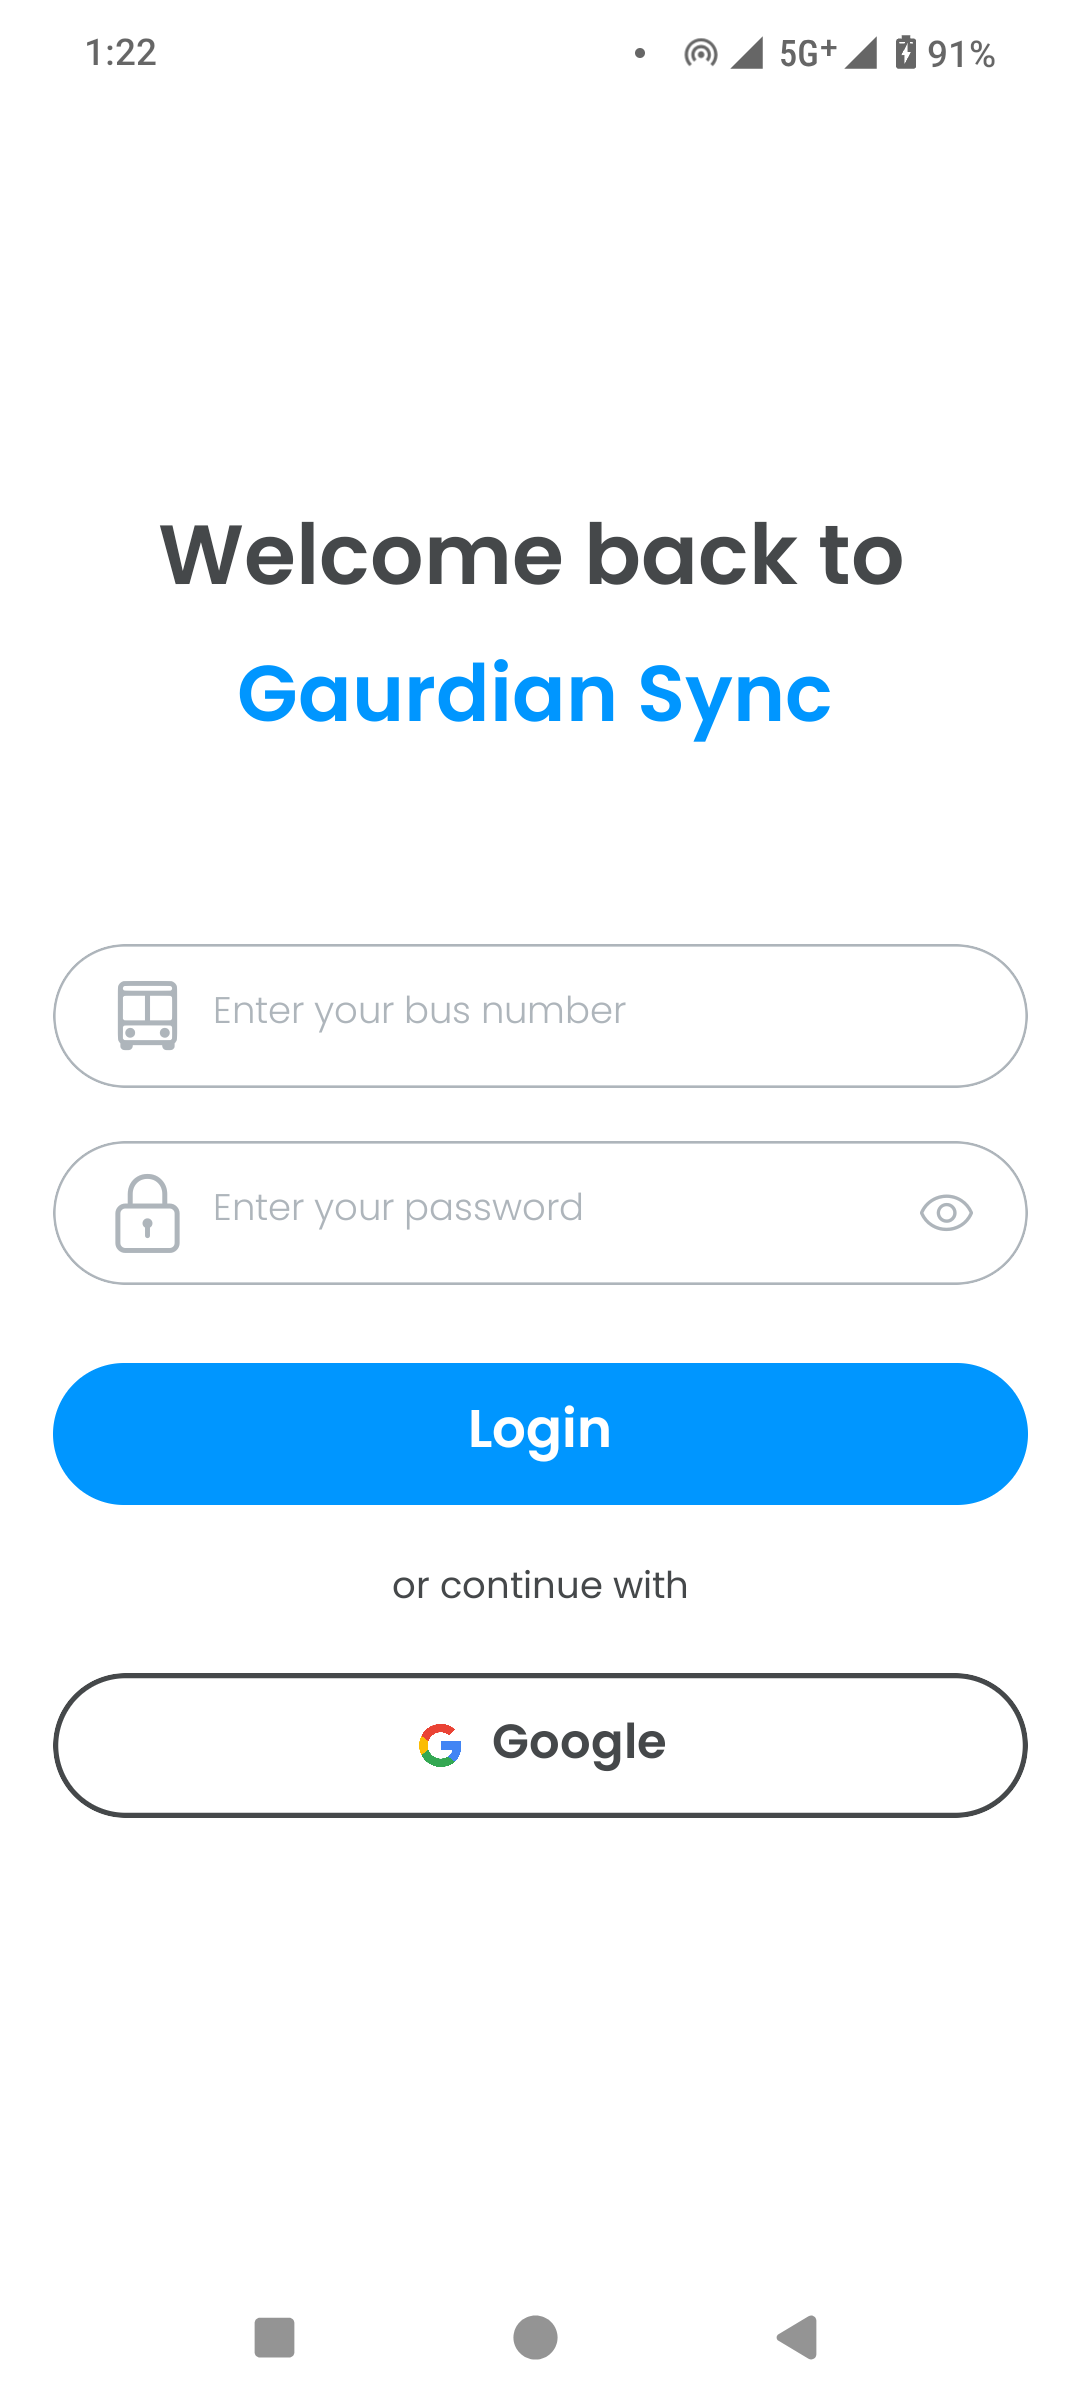 1:22
5G+
91%
Welcome back to
Gaurdian Sync
Enter your bus number
Enter your password
Login
or continue with
Google